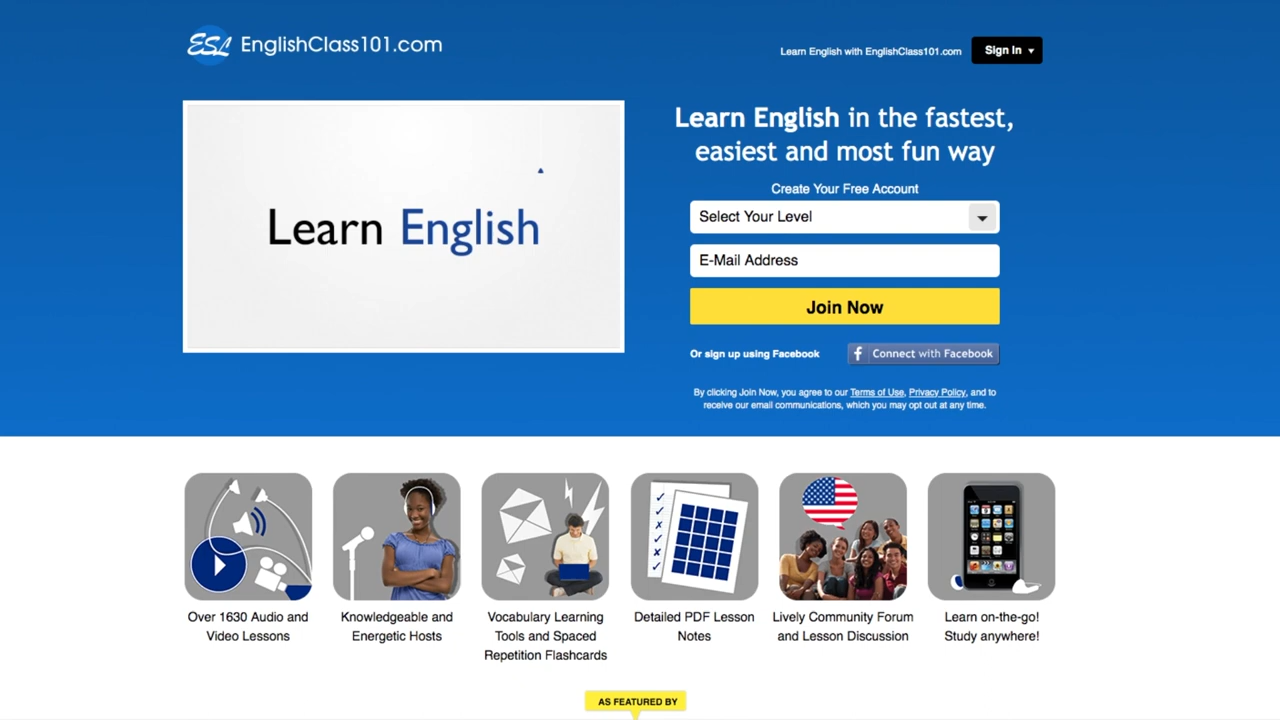 ESL EnglishClass101.com
Learn English with EnglishClass101.com
Sign In
Learn English
Learn English in the fastest,
easiest and most fun way
Create Your Free Account
Select Your Level
E-Mail Address
Join Now
Or sign up using Facebook
f Connect with Facebook
By clicking Join Now, you agree to our Terms of Use, Privacy Policy, and to
receive our email communications, which you may opt out at any time.
Over 1630 Audio and
Video Lessons
Knowledgeable and
Energetic Hosts
Vocabulary Learning
Tools and Spaced
Repetition Flashcards
Detailed PDF Lesson
Notes
Lively Community Forum
and Lesson Discussion
Learn on-the-go!
Study anywhere!
AS FEATURED BY